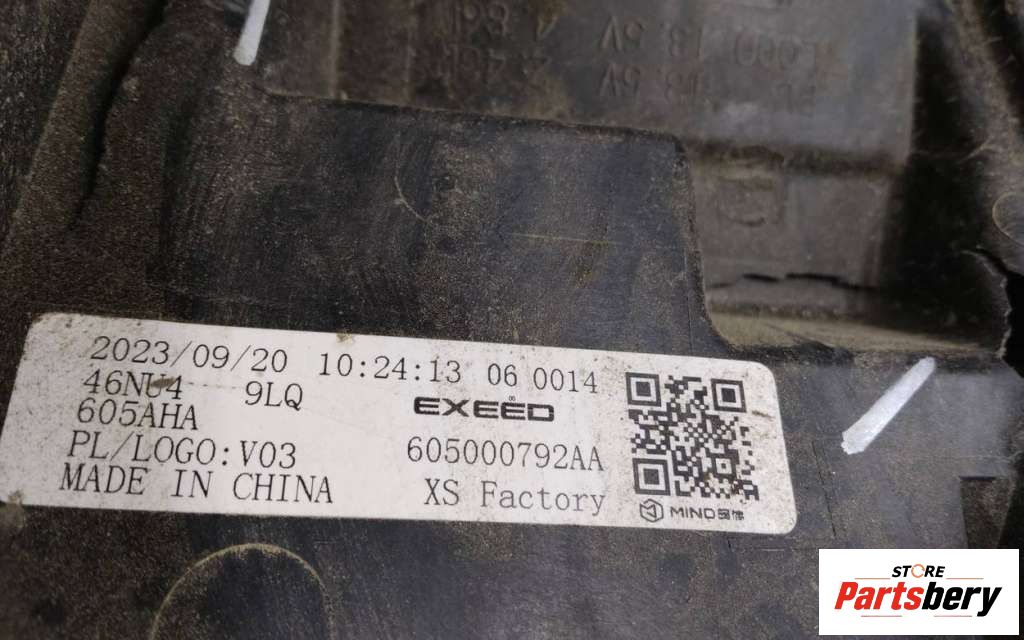 2023/09/20 10:24:13 06 0014
46NU4 9LQ
EXEED
605AHA
PL/LOGO:V03 605000792AA
MADE IN CHINA XS Factory
MIND
STORE
Partsbery